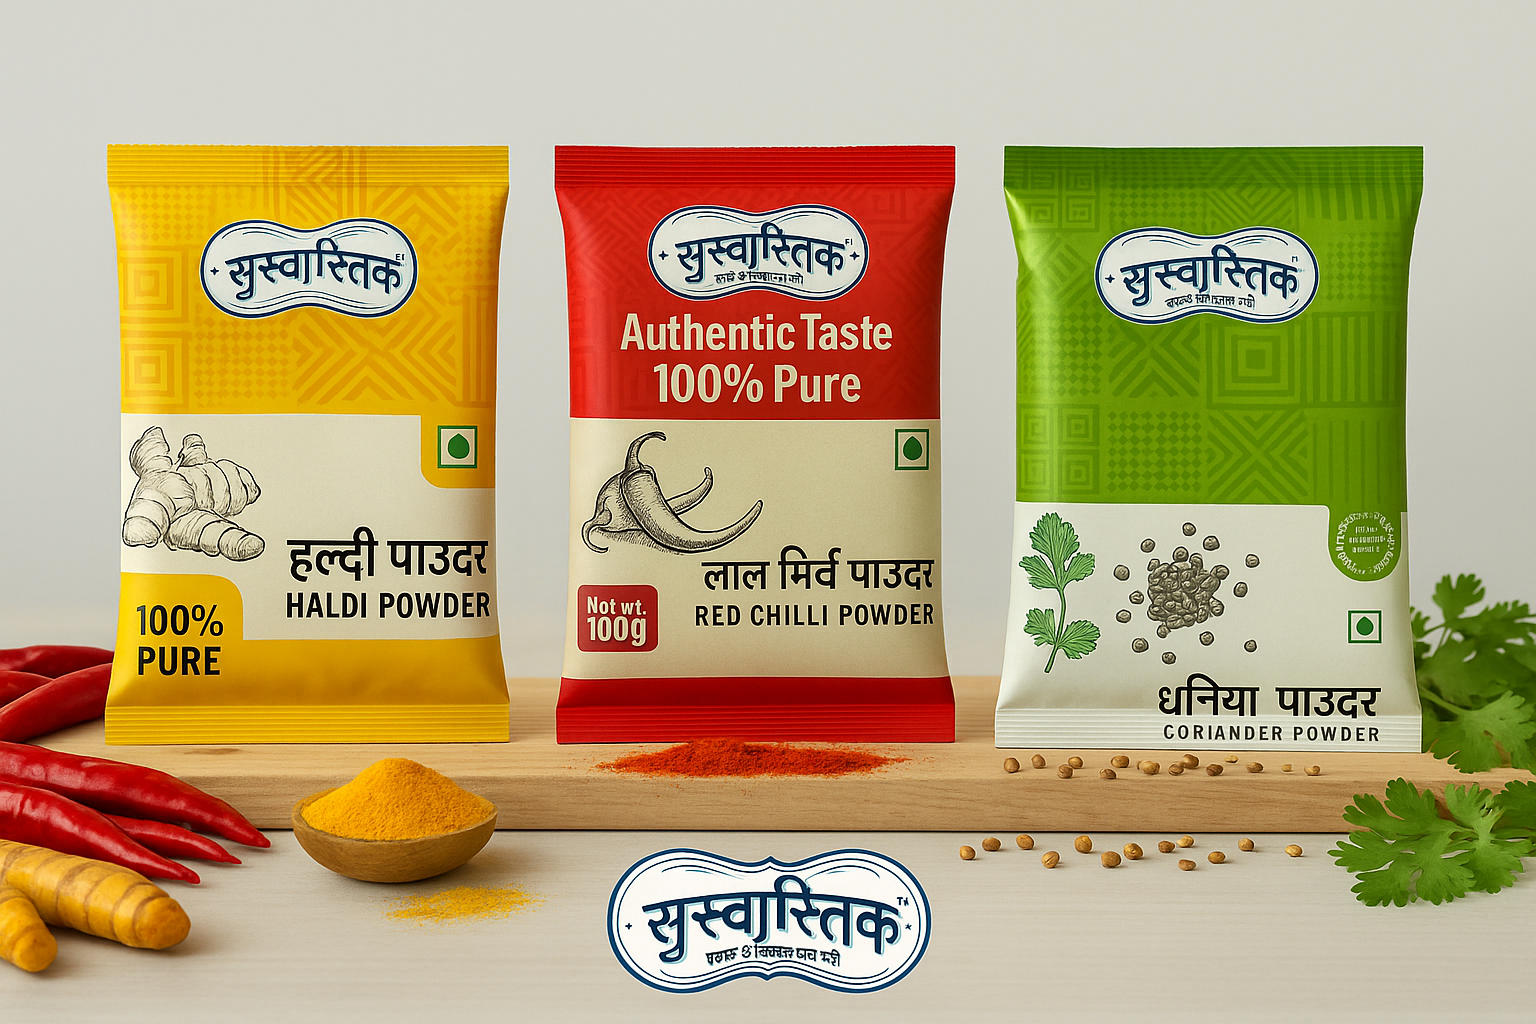 सुस्वास्तिक
हल्दी पाउदर
HALDI POWDER
100%
PURE
सुस्वास्तिक
Authentic Taste
100% Pure
लाल मिर्व पाउदर
RED CHILLI POWDER
Not wt.
100g
सुस्वास्तिक
धनिया पाउदर
CORIANDER POWDER
सुस्वास्तिक